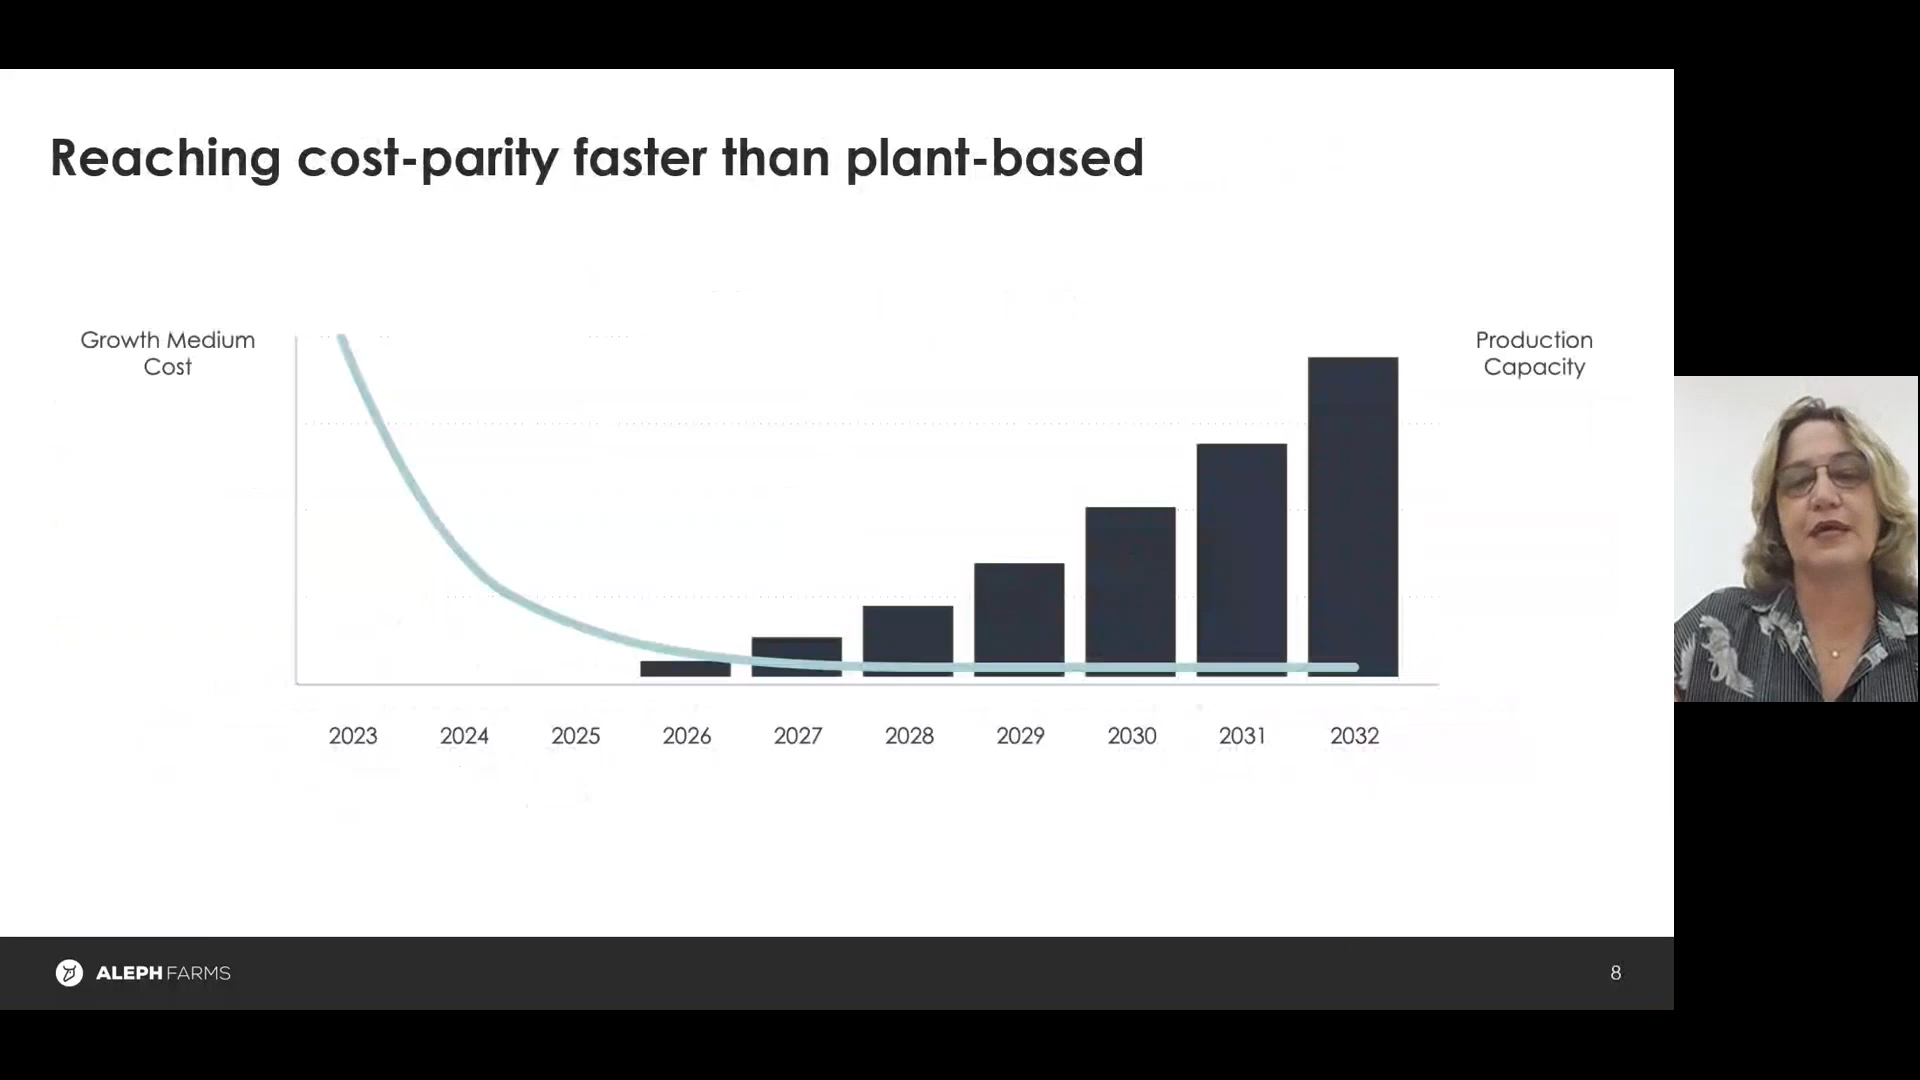 Reaching cost-parity faster than plant-based
Growth Medium
Cost
Production
Capacity
2023 2024 2025 2026 2027 2028 2029 2030 2031 2032
ALEPH FARMS
8